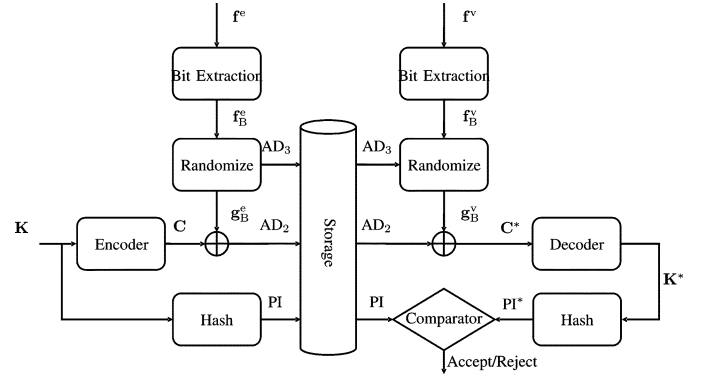 f^e
f^v
Bit Extraction
Bit Extraction
f_B^e
f_B^v
AD_3
AD_3
Randomize
Randomize
g_B^e
g_B^v
K
Encoder
C
AD_2
Storage
AD_2
C*
Decoder
K*
Hash
PI
PI
Comparator
PI*
Hash
Accept/Reject